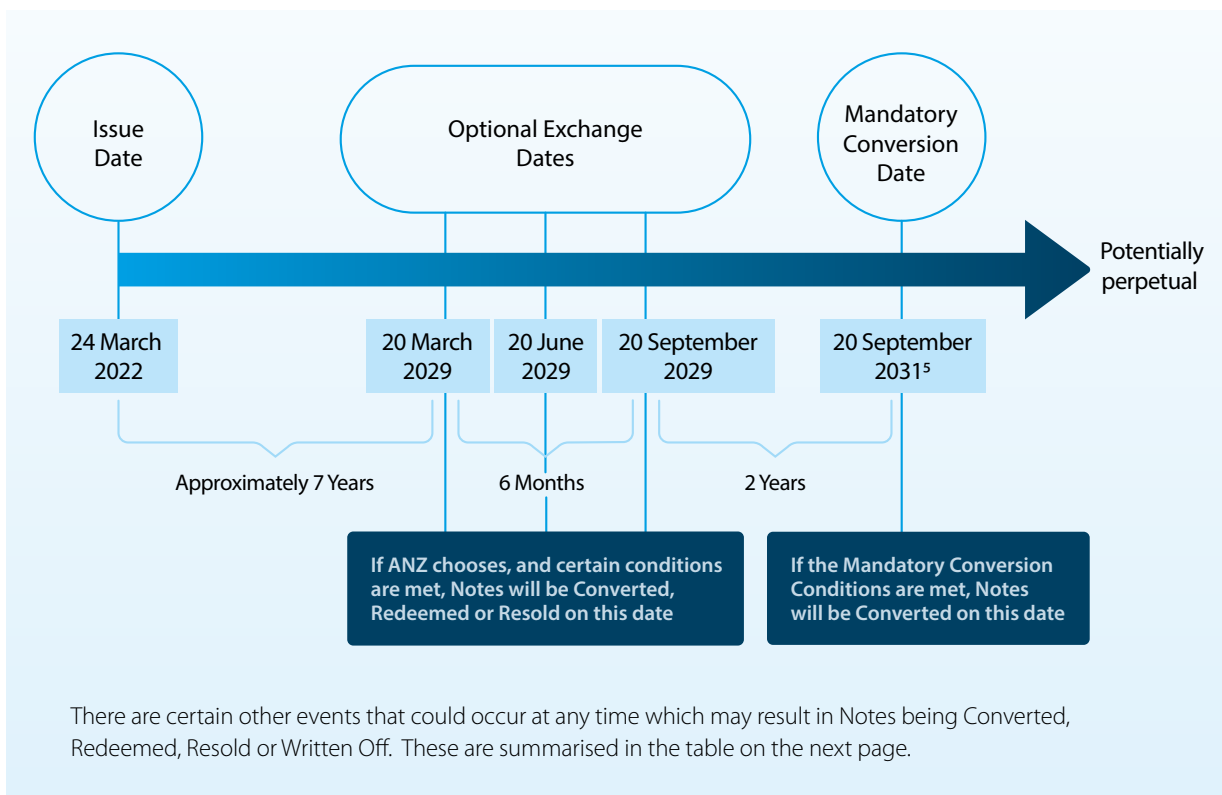 Issue
Date
Optional Exchange
Dates
Mandatory
Conversion
Date
Potentially
perpetual
24 March
2022
20 March
2029
20 June
2029
20 September
2029
20 September
2031⁵
Approximately 7 Years
6 Months
2 Years
If ANZ chooses, and certain conditions
are met, Notes will be Converted,
Redeemed or Resold on this date
If the Mandatory Conversion
Conditions are met, Notes
will be Converted on this date
There are certain other events that could occur at any time which may result in Notes being Converted,
Redeemed, Resold or Written Off. These are summarised in the table on the next page.